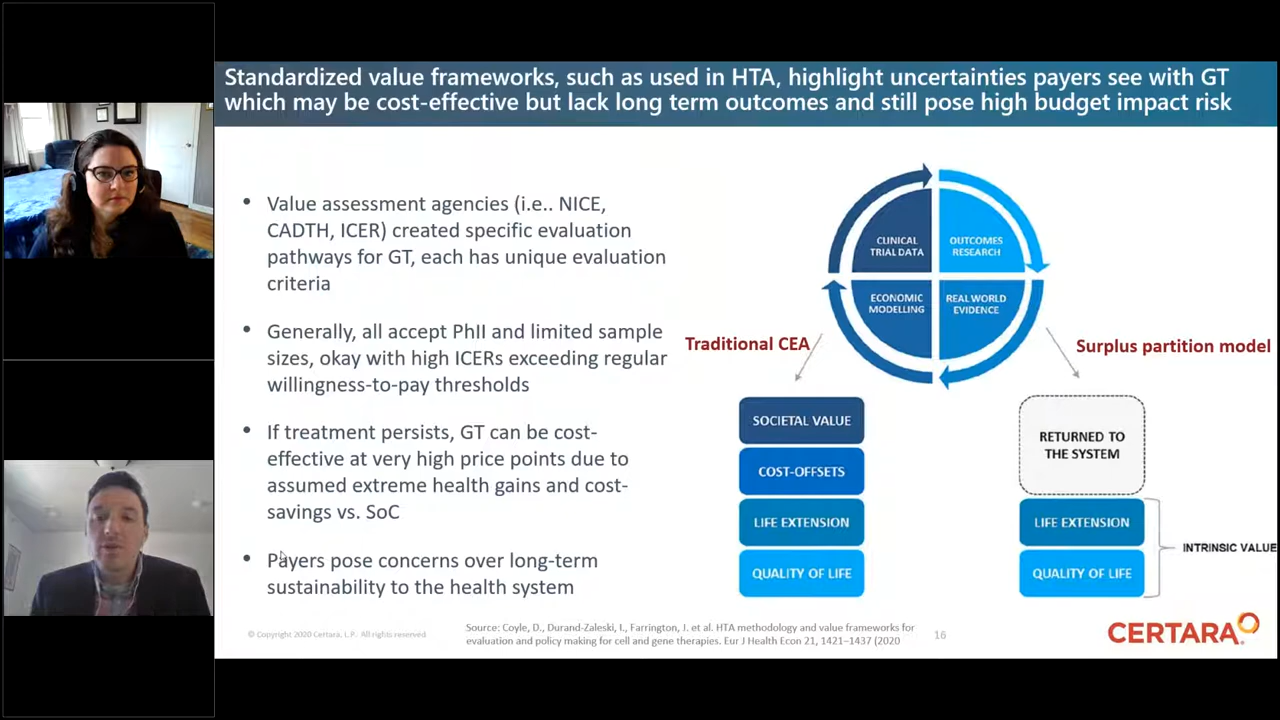 Standardized value frameworks, such as used in HTA, highlight uncertainties payers see with GT
which may be cost-effective but lack long term outcomes and still pose high budget impact risk
• Value assessment agencies (i.e.. NICE,
CADTH, ICER) created specific evaluation
pathways for GT, each has unique evaluation
criteria
• Generally, all accept PhII and limited sample
sizes, okay with high ICERs exceeding regular
willingness-to-pay thresholds
• If treatment persists, GT can be cost-
effective at very high price points due to
assumed extreme health gains and cost-
savings vs. SoC
• Payers pose concerns over long-term
sustainability to the health system
CLINICAL
TRIAL DATA
OUTCOMES
RESEARCH
ECONOMIC
MODELLING
REAL WORLD
EVIDENCE
Traditional CEA
Surplus partition model
SOCIETAL VALUE
COST-OFFSETS
LIFE EXTENSION
QUALITY OF LIFE
RETURNED TO
THE SYSTEM
LIFE EXTENSION
QUALITY OF LIFE
INTRINSIC VALUE
© Copyright 2020 Certara, L.P. All rights reserved.
Source: Coyle, D., Durand-Zaleski, I., Farrington, J. et al. HTA methodology and value frameworks for
evaluation and policy making for cell and gene therapies. Eur J Health Econ 21, 1421–1437 (2020
16
CERTARA